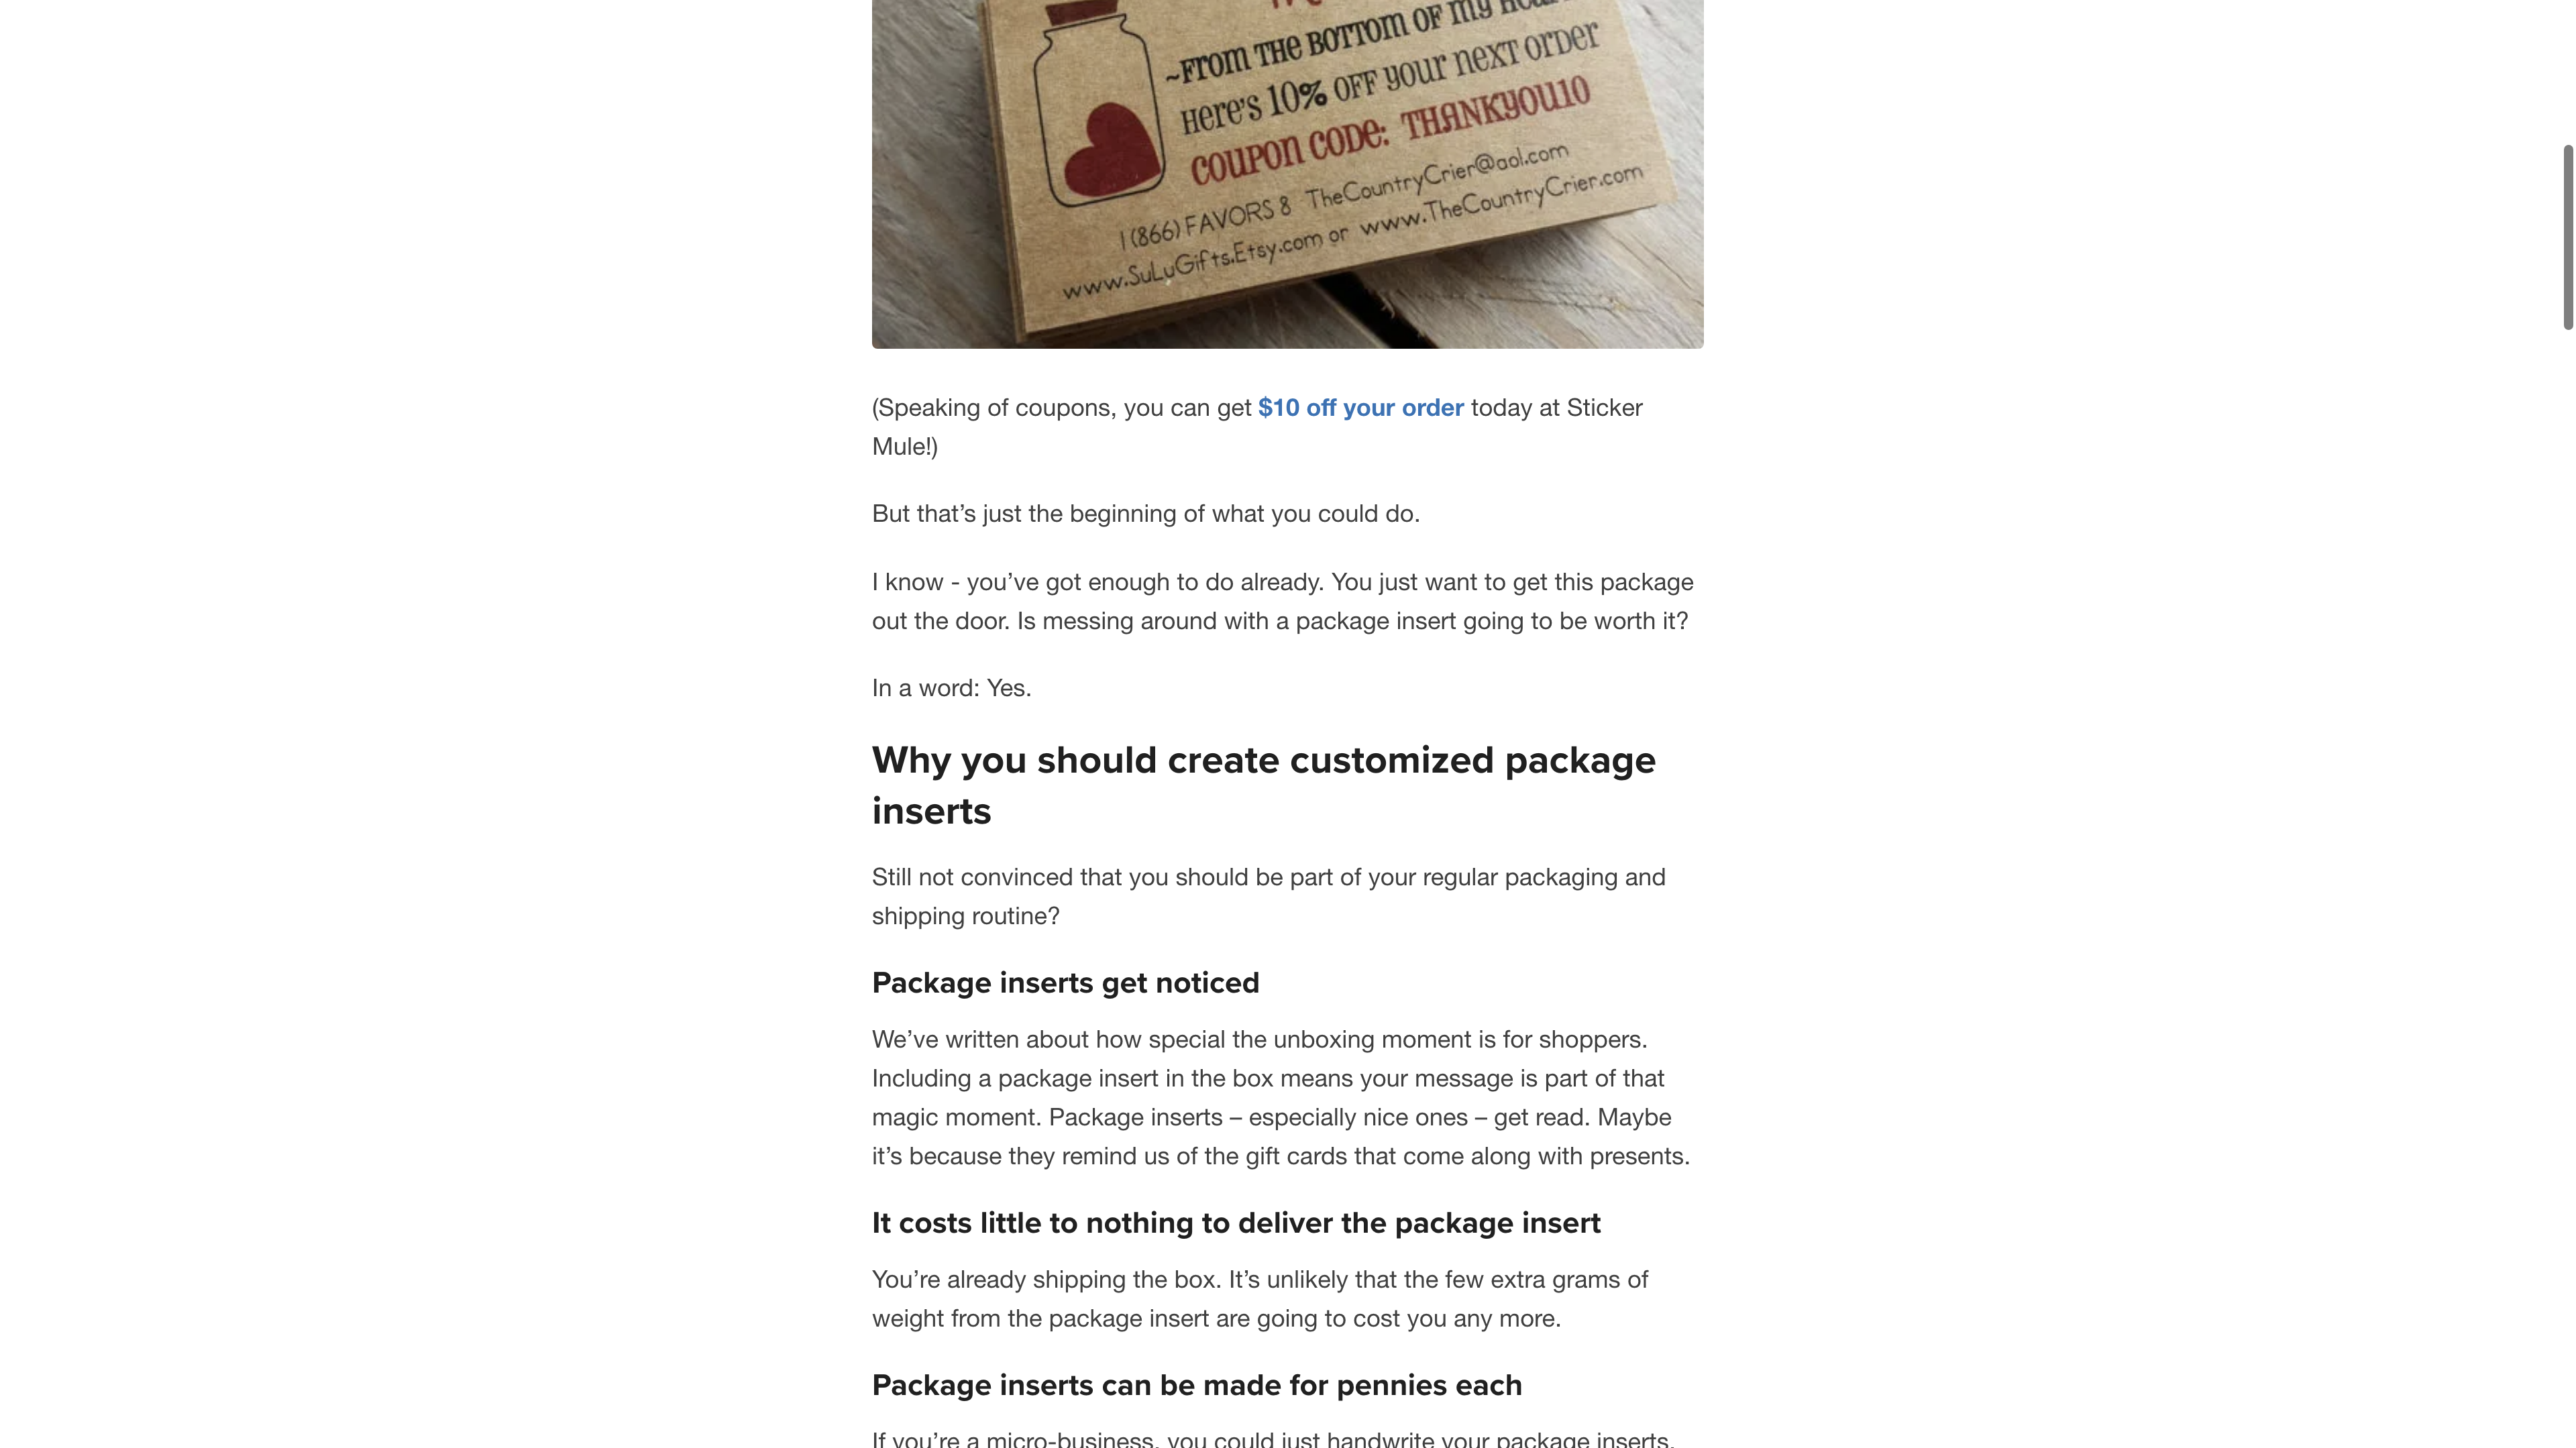 ~From the bottom of my
Here's 10% off your next order
coupon code: THANKYOU10
1 (866) FAVORS 8 TheCountryCrier@aol.com
www.SuLuGifts.Etsy.com or www.TheCountryCrier.com
(Speaking of coupons, you can get $10 off your order today at Sticker
Mule!)
But that’s just the beginning of what you could do.
I know - you’ve got enough to do already. You just want to get this package
out the door. Is messing around with a package insert going to be worth it?
In a word: Yes.
Why you should create customized package
inserts
Still not convinced that you should be part of your regular packaging and
shipping routine?
Package inserts get noticed
We’ve written about how special the unboxing moment is for shoppers.
Including a package insert in the box means your message is part of that
magic moment. Package inserts – especially nice ones – get read. Maybe
it’s because they remind us of the gift cards that come along with presents.
It costs little to nothing to deliver the package insert
You’re already shipping the box. It’s unlikely that the few extra grams of
weight from the package insert are going to cost you any more.
Package inserts can be made for pennies each
If you’re a micro-business, you could just handwrite your package inserts.